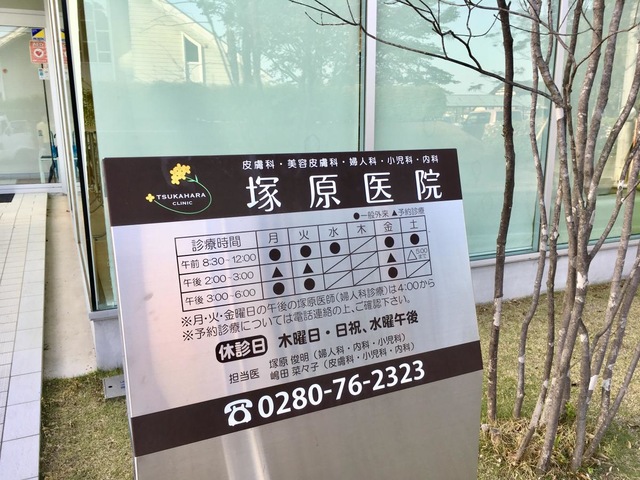 皮膚科・美容皮膚科・婦人科・小児科・内科
TSUKAHARA
CLINIC
塚原医院
●一般外来 ▲予約診療
診療時間 月 火 水 木 金 土
午前 8:30-12:00 ● ● ● ● ●
午後 2:00-3:00 ▲ ▲ ▲ △
午後 3:00-6:00 ● ● ●
※月・火・金曜日の午後の塚原医師(婦人科診療)は4:00から
※予約診療については電話連絡の上、ご確認下さい。
休診日 木曜日・日祝、水曜午後
担当医 塚原 俊明(婦人科・内科・小児科)
嶋田 菜々子(皮膚科・小児科・内科)
☎0280-76-2323